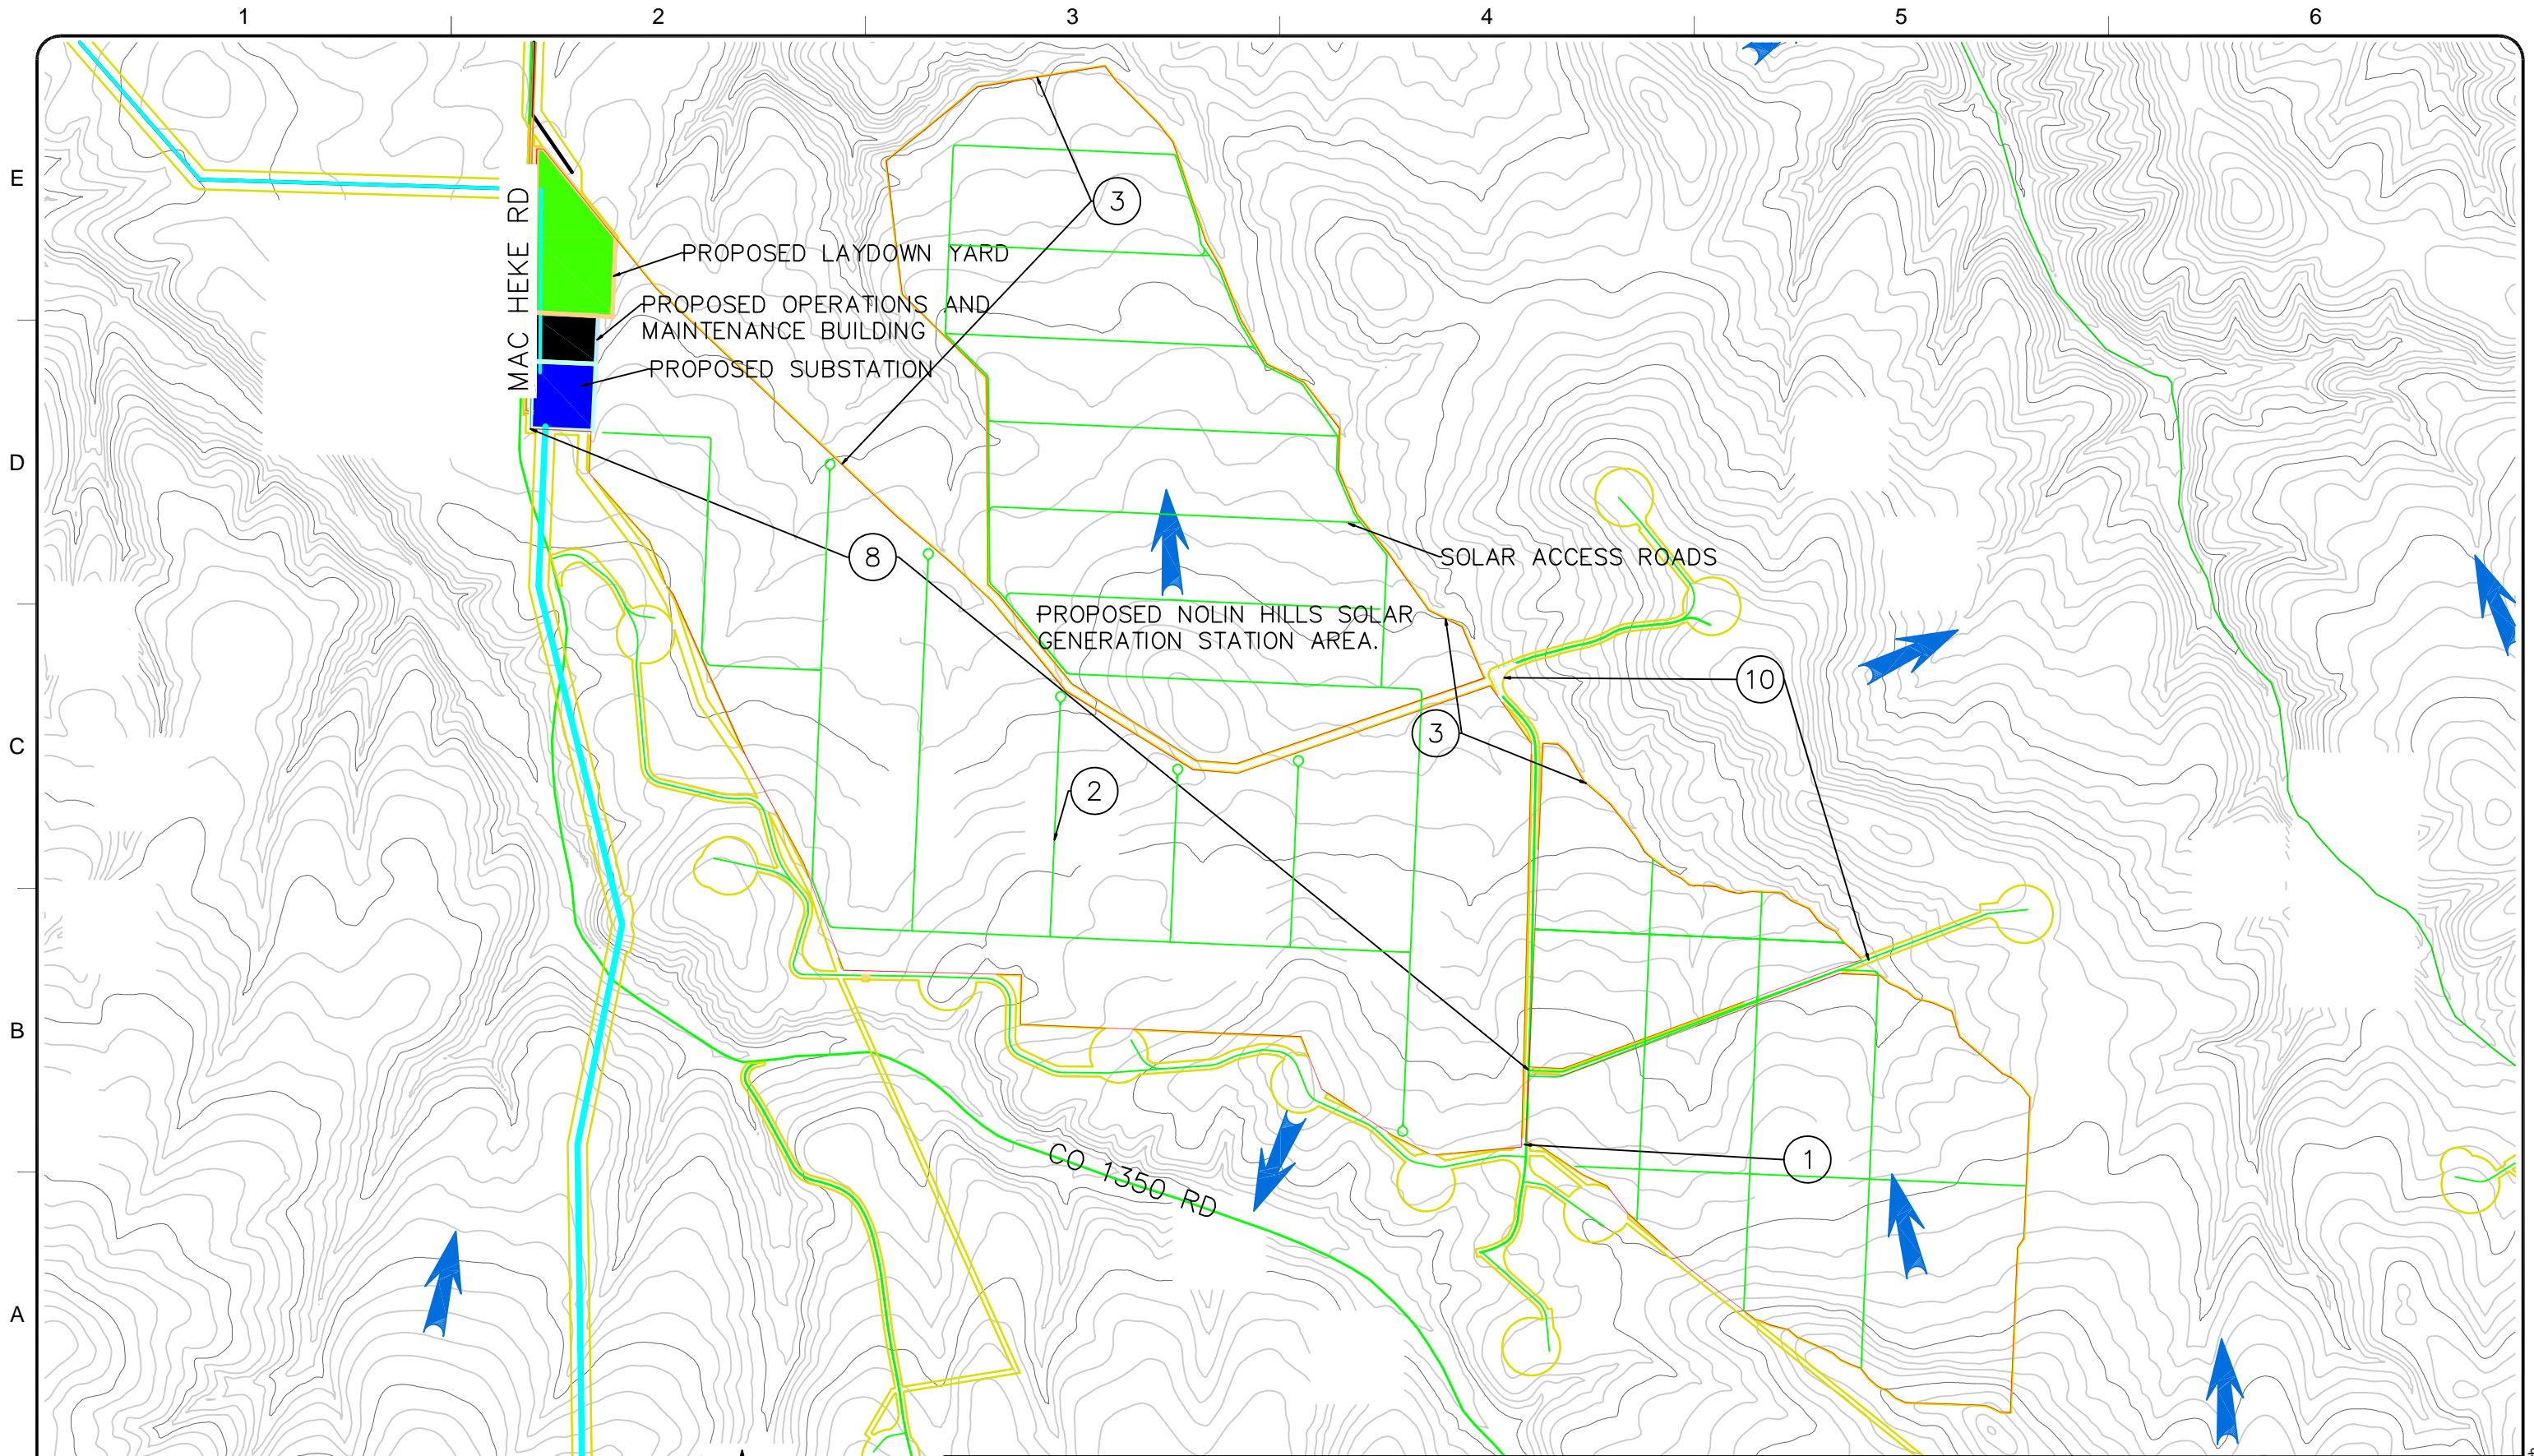 1 2 3 4 5 6
E
D
C
B
A
MAC HEKE RD
PROPOSED LAYDOWN YARD
PROPOSED OPERATIONS AND
MAINTENANCE BUILDING
PROPOSED SUBSTATION
3
8
SOLAR ACCESS ROADS
PROPOSED NOLIN HILLS SOLAR
GENERATION STATION AREA.
10
3
2
1
CO 1350 RD